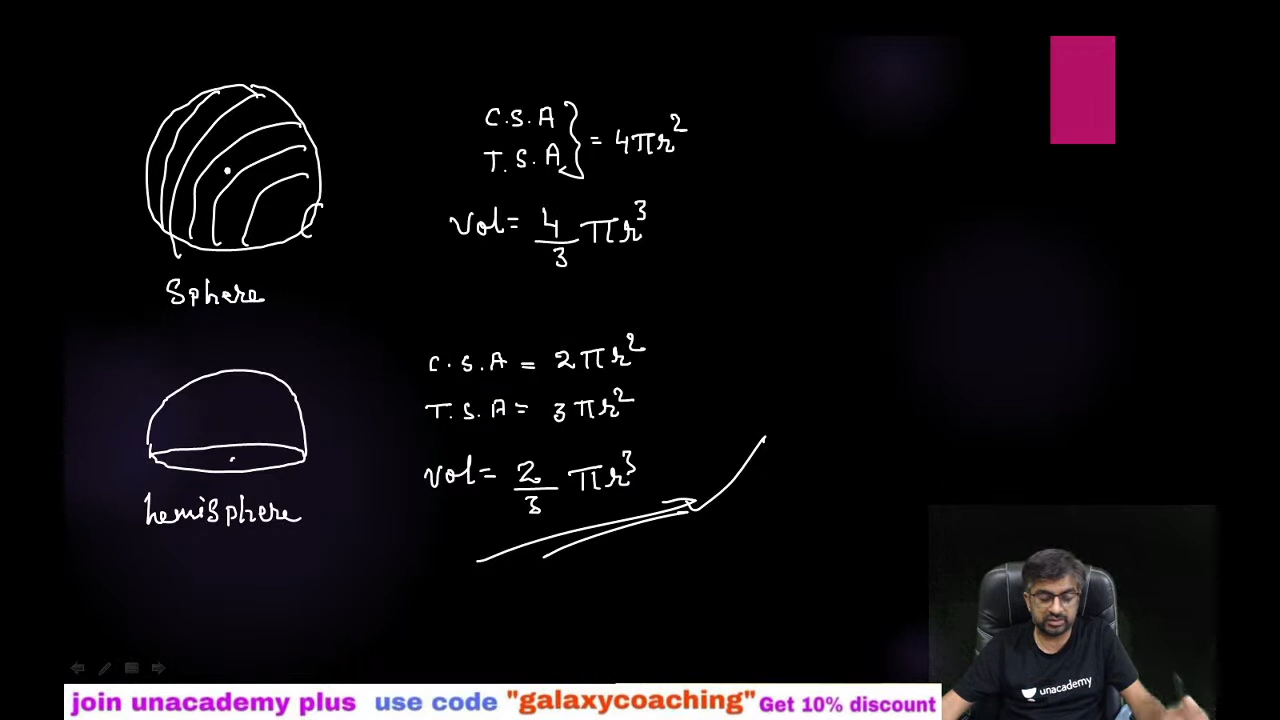 C.S.A
T.S.A } = 4πr²
Vol = 4/3 πr³
Sphere
C.S.A = 2πr²
T.S.A = 3πr²
Vol = 2/3 πr³
hemisphere
unacademy
join unacademy plus use code "galaxycoaching" Get 10% discount